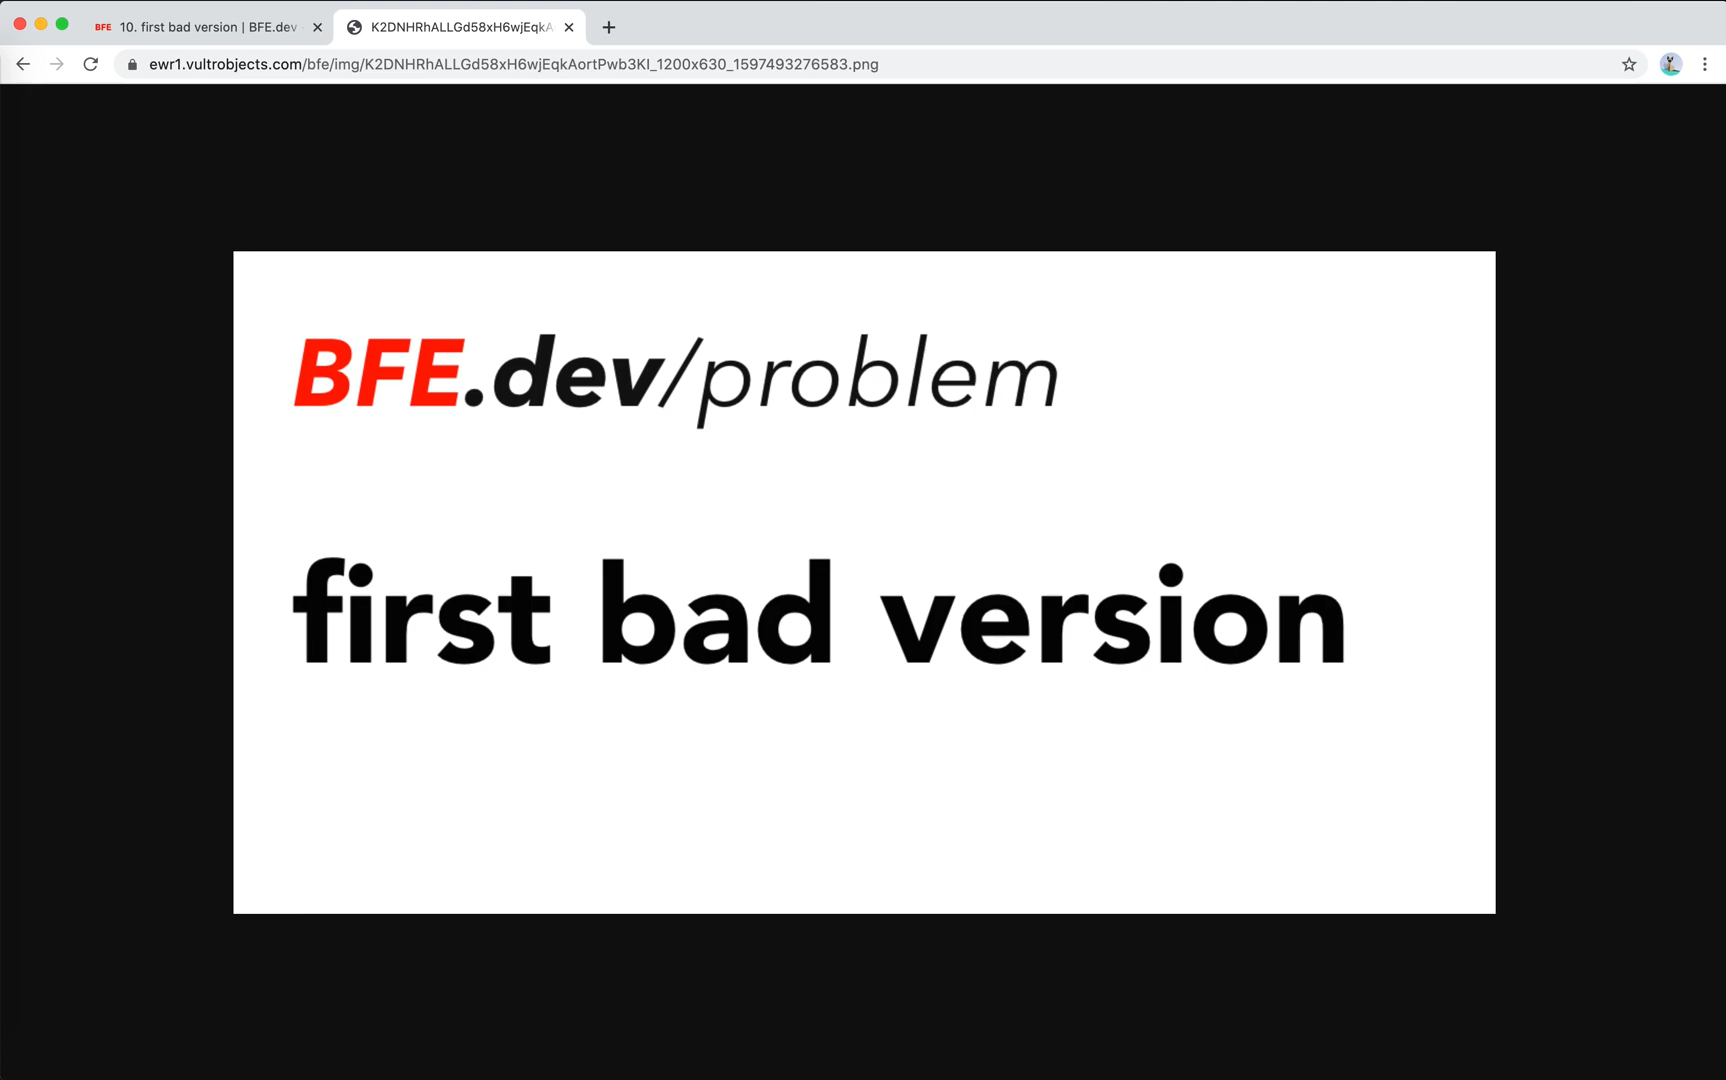 BFE 10. first bad version | BFE.dev
ewr1.vultrobjects.com/bfe/img/K2DNHRhALLGd58xH6wjEqkAortPwb3KI_1200x630_1597493276583.png
BFE.dev/problem
first bad version